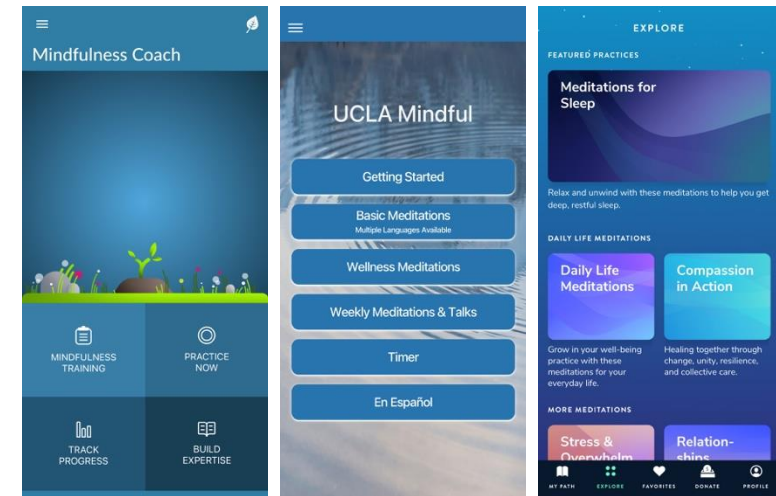 Mindfulness Coach
MINDFULNESS
TRAINING
PRACTICE
NOW
TRACK
PROGRESS
BUILD
EXPERTISE
UCLA Mindful
Getting Started
Basic Meditations
Multiple Languages Available
Wellness Meditations
Weekly Meditations & Talks
Timer
En Español
EXPLORE
FEATURED PRACTICES
Meditations for
Sleep
Relax and unwind with these meditations to help you get
deep, restful sleep.
DAILY LIFE MEDITATIONS
Daily Life
Meditations
Grow in your well-being
practice with these
meditations for your
everyday life.
Compassion
in Action
Healing together through
change, unity, resilience,
and collective care.
MORE MEDITATIONS
Stress &
Overwhelm
Relation-
ships
MY PATH
EXPLORE
FAVORITES
DONATE
PROFILE